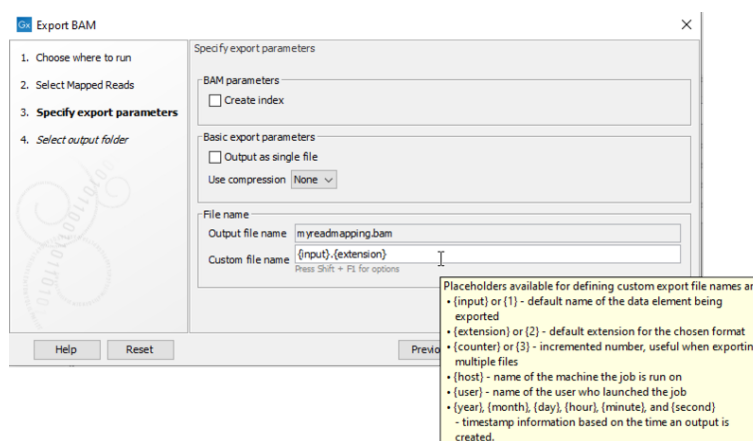 Gx Export BAM
1. Choose where to run
2. Select Mapped Reads
3. Specify export parameters
4. Select output folder
Specify export parameters
BAM parameters
Create index
Basic export parameters
Output as single file
Use compression None
File name
Output file name myreadmapping.bam
Custom file name {input}.{extension}
Press Shift + F1 for options
Help Reset Previo
Placeholders available for defining custom export file names ar
• {input} or {1} - default name of the data element being
exported
• {extension} or {2} - default extension for the chosen format
• {counter} or {3} - incremented number, useful when exportin
multiple files
• {host} - name of the machine the job is run on
• {user} - name of the user who launched the job
• {year}, {month}, {day}, {hour}, {minute}, and {second}
- timestamp information based on the time an output is
created.